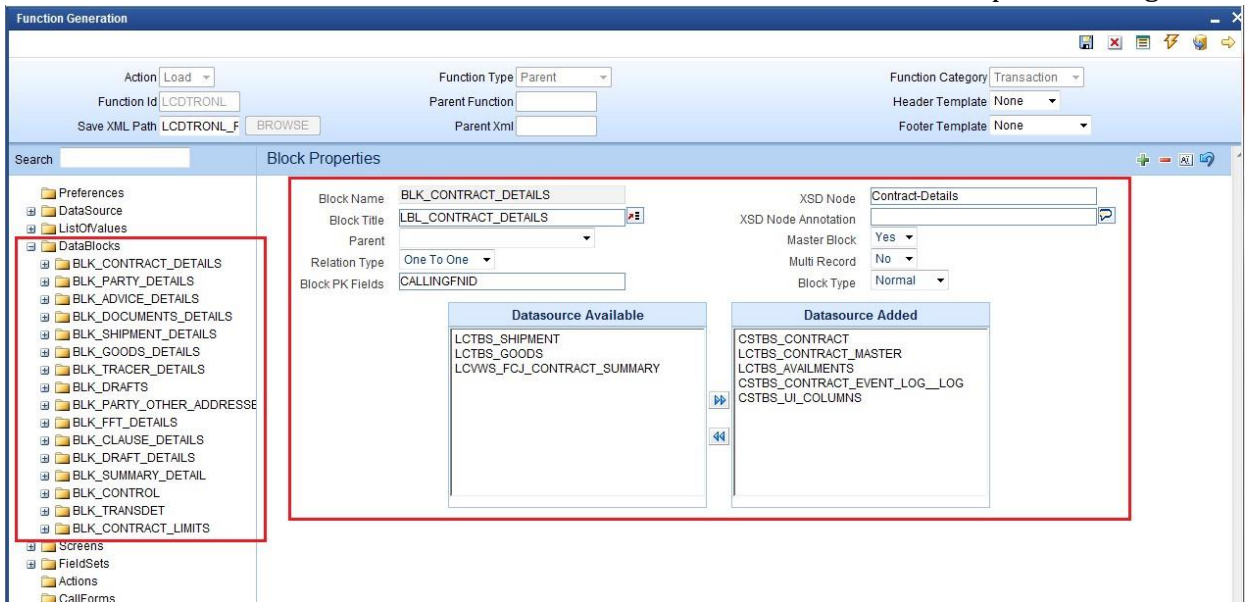 Function Generation
Action Load Function Type Parent Function Category Transaction
Function Id LCDTRONL Parent Function Header Template None
Save XML Path LCDTRONL_F BROWSE Parent Xml Footer Template None
Search Block Properties
Preferences
DataSource
ListOfValues
DataBlocks
BLK_CONTRACT_DETAILS
BLK_PARTY_DETAILS
BLK_ADVICE_DETAILS
BLK_DOCUMENTS_DETAILS
BLK_SHIPMENT_DETAILS
BLK_GOODS_DETAILS
BLK_TRACER_DETAILS
BLK_DRAFTS
BLK_PARTY_OTHER_ADDRESSE
BLK_FFT_DETAILS
BLK_CLAUSE_DETAILS
BLK_DRAFT_DETAILS
BLK_SUMMARY_DETAIL
BLK_CONTROL
BLK_TRANSDET
BLK_CONTRACT_LIMITS
Screens
FieldSets
Actions
CallForms
Block Name BLK_CONTRACT_DETAILS XSD Node Contract-Details
Block Title LBL_CONTRACT_DETAILS XSD Node Annotation
Parent Master Block Yes
Relation Type One To One Multi Record No
Block PK Fields CALLINGFNID Block Type Normal
Datasource Available
LCTBS_SHIPMENT
LCTBS_GOODS
LCVWS_FCJ_CONTRACT_SUMMARY
Datasource Added
CSTBS_CONTRACT
LCTBS_CONTRACT_MASTER
LCTBS_AVAILMENTS
CSTBS_CONTRACT_EVENT_LOG__LOG
CSTBS_UI_COLUMNS